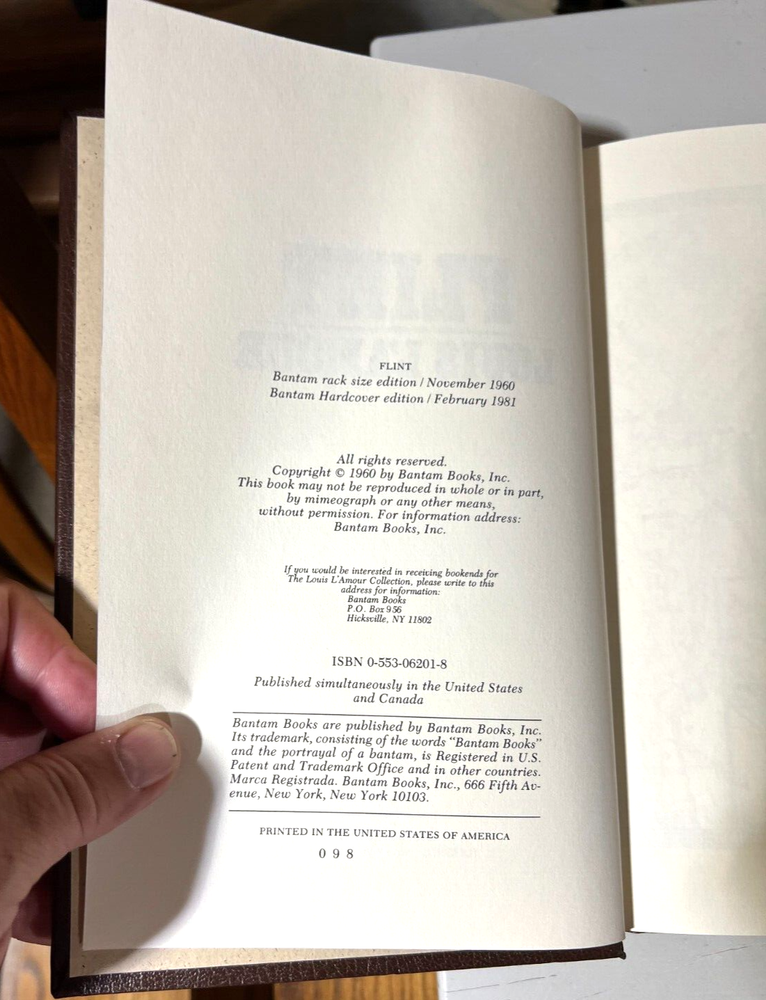 FLINT
Bantam rack size edition / November 1960
Bantam Hardcover edition / February 1981
All rights reserved.
Copyright © 1960 by Bantam Books, Inc.
This book may not be reproduced in whole or in part,
by mimeograph or any other means,
without permission. For information address:
Bantam Books, Inc.
If you would be interested in receiving bookends for
The Louis L'Amour Collection, please write to this
address for information:
Bantam Books
P.O. Box 956
Hicksville, NY 11802
ISBN 0-553-06201-8
Published simultaneously in the United States
and Canada
Bantam Books are published by Bantam Books, Inc.
Its trademark, consisting of the words “Bantam Books”
and the portrayal of a bantam, is Registered in U.S.
Patent and Trademark Office and in other countries.
Marca Registrada. Bantam Books, Inc., 666 Fifth Av-
enue, New York, New York 10103.
PRINTED IN THE UNITED STATES OF AMERICA
0 9 8